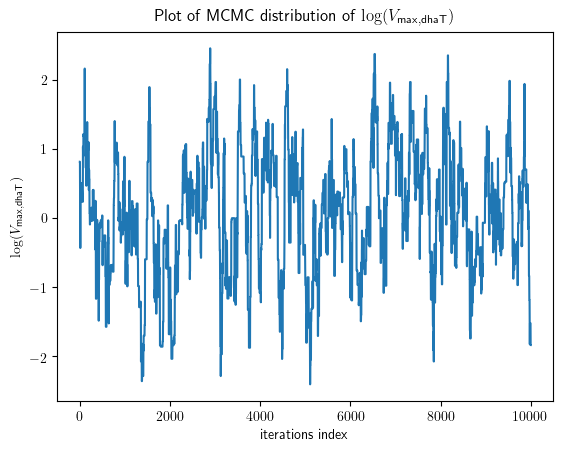 Plot of MCMC distribution of log(V_max,dhaT)
log(V_max,dhaT)
2
1
0
−1
−2
0 2000 4000 6000 8000 10000
iterations index